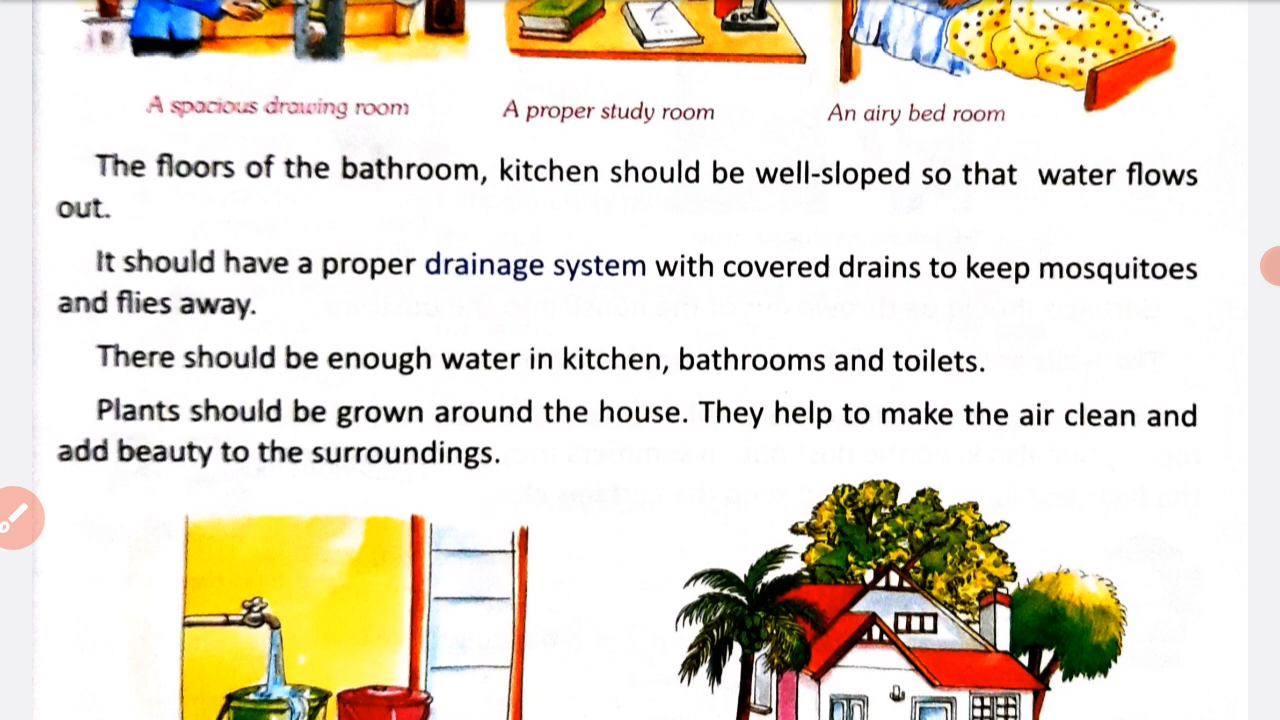 A spacious drawing room
A proper study room
An airy bed room
The floors of the bathroom, kitchen should be well-sloped so that water flows
out.
It should have a proper drainage system with covered drains to keep mosquitoes
and flies away.
There should be enough water in kitchen, bathrooms and toilets.
Plants should be grown around the house. They help to make the air clean and
add beauty to the surroundings.